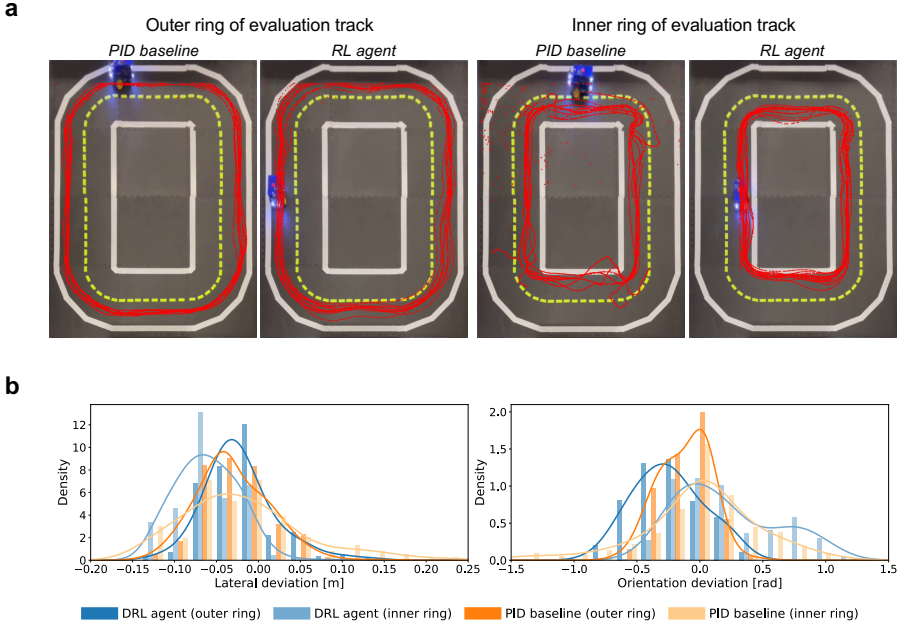 a
Outer ring of evaluation track
Inner ring of evaluation track
PID baseline
RL agent
PID baseline
RL agent
b
12
10
8
6
4
2
0
Density
−0.20 −0.15 −0.10 −0.05 0.00 0.05 0.10 0.15 0.20 0.25
Lateral deviation [m]
2.0
1.5
1.0
0.5
0.0
Density
−1.5 −1.0 −0.5 0.0 0.5 1.0 1.5
Orientation deviation [rad]
DRL agent (outer ring)
DRL agent (inner ring)
PID baseline (outer ring)
PID baseline (inner ring)